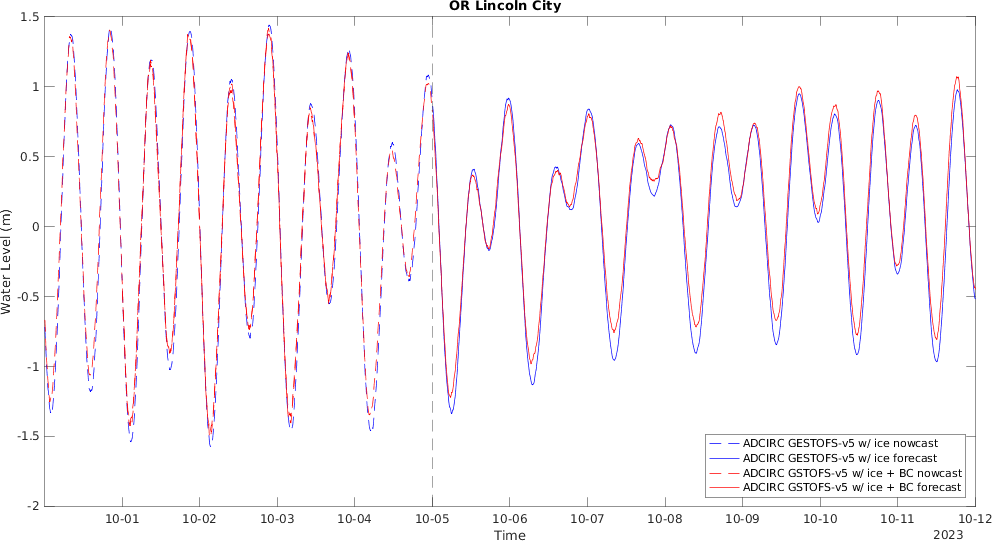 OR Lincoln City
1.5
1
0.5
0
-0.5
-1
-1.5
-2
Water Level (m)
10-01 10-02 10-03 10-04 10-05 10-06 10-07 10-08 10-09 10-10 10-11 10-12
Time
2023
ADCIRC GESTOFS-v5 w/ ice nowcast
ADCIRC GESTOFS-v5 w/ ice forecast
ADCIRC GSTOFS-v5 w/ ice + BC nowcast
ADCIRC GSTOFS-v5 w/ ice + BC forecast